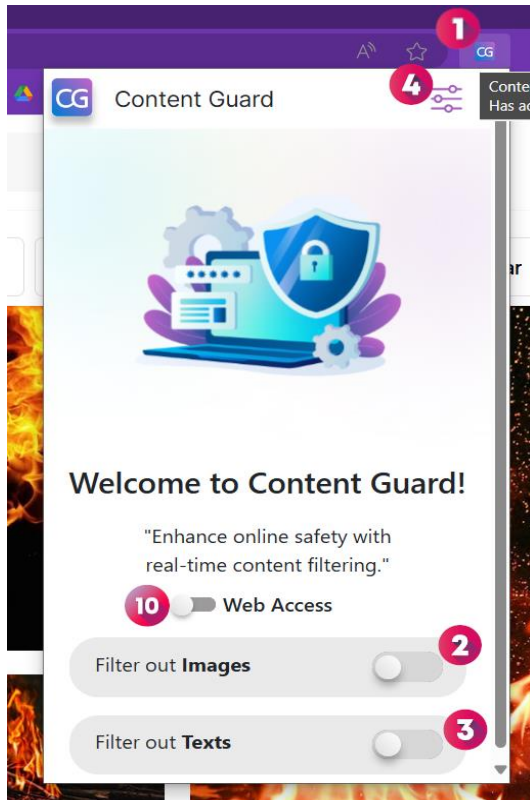 1
A
CG
4
CG Content Guard
Conte
Has ac
ar
Welcome to Content Guard!
"Enhance online safety with
real-time content filtering."
10 Web Access
2
Filter out Images
3
Filter out Texts